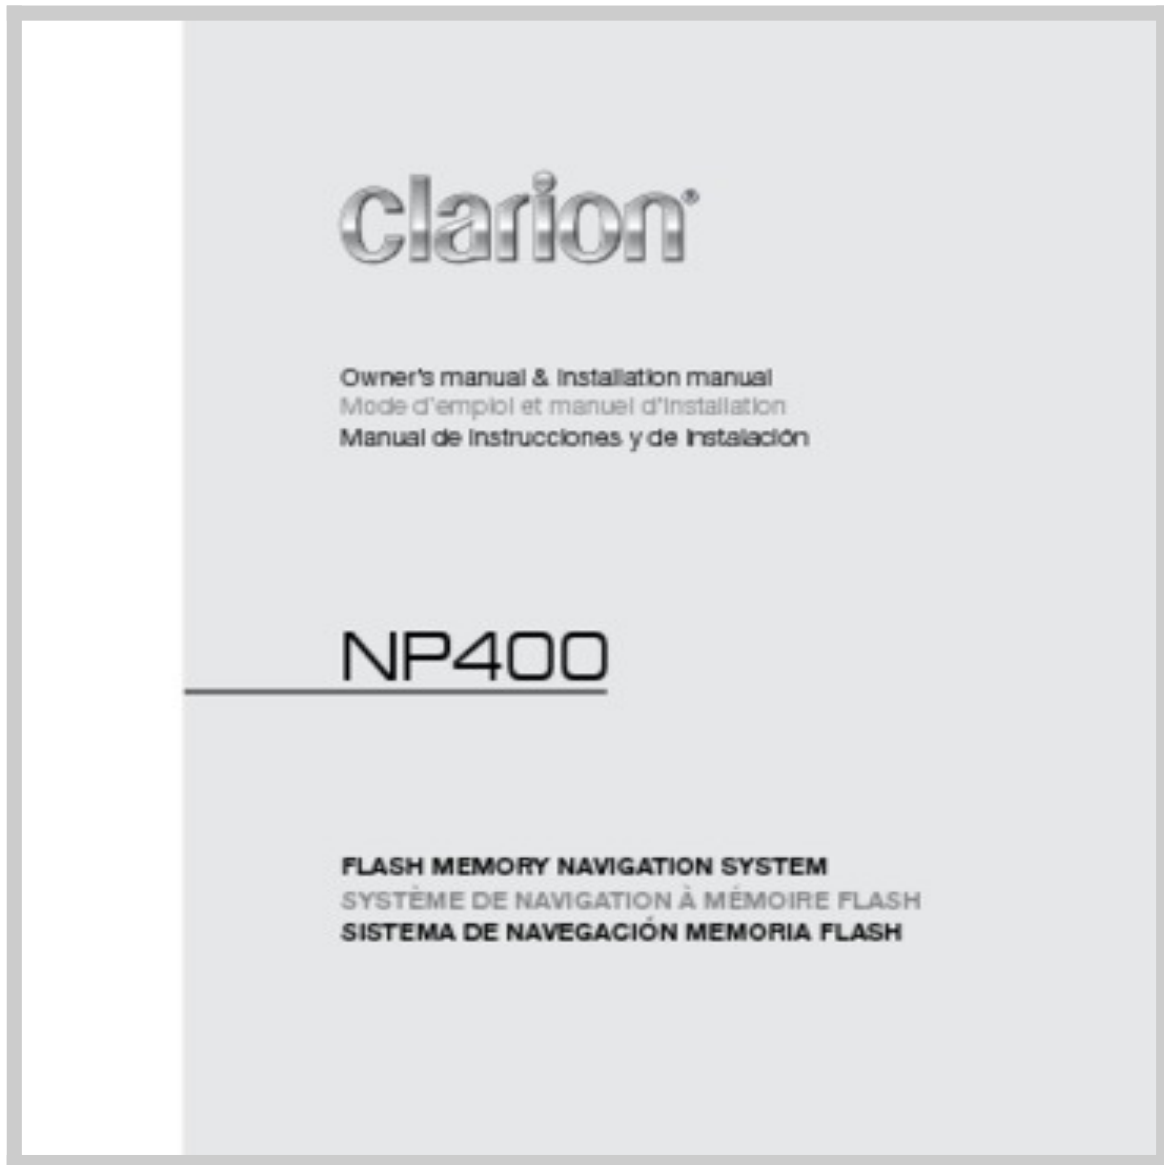 clarion®
Owner's manual & Installation manual
Mode d'emploi et manuel d'installation
Manual de instrucciones y de instalación
NP400
FLASH MEMORY NAVIGATION SYSTEM
SYSTÈME DE NAVIGATION À MÉMOIRE FLASH
SISTEMA DE NAVEGACIÓN MEMORIA FLASH